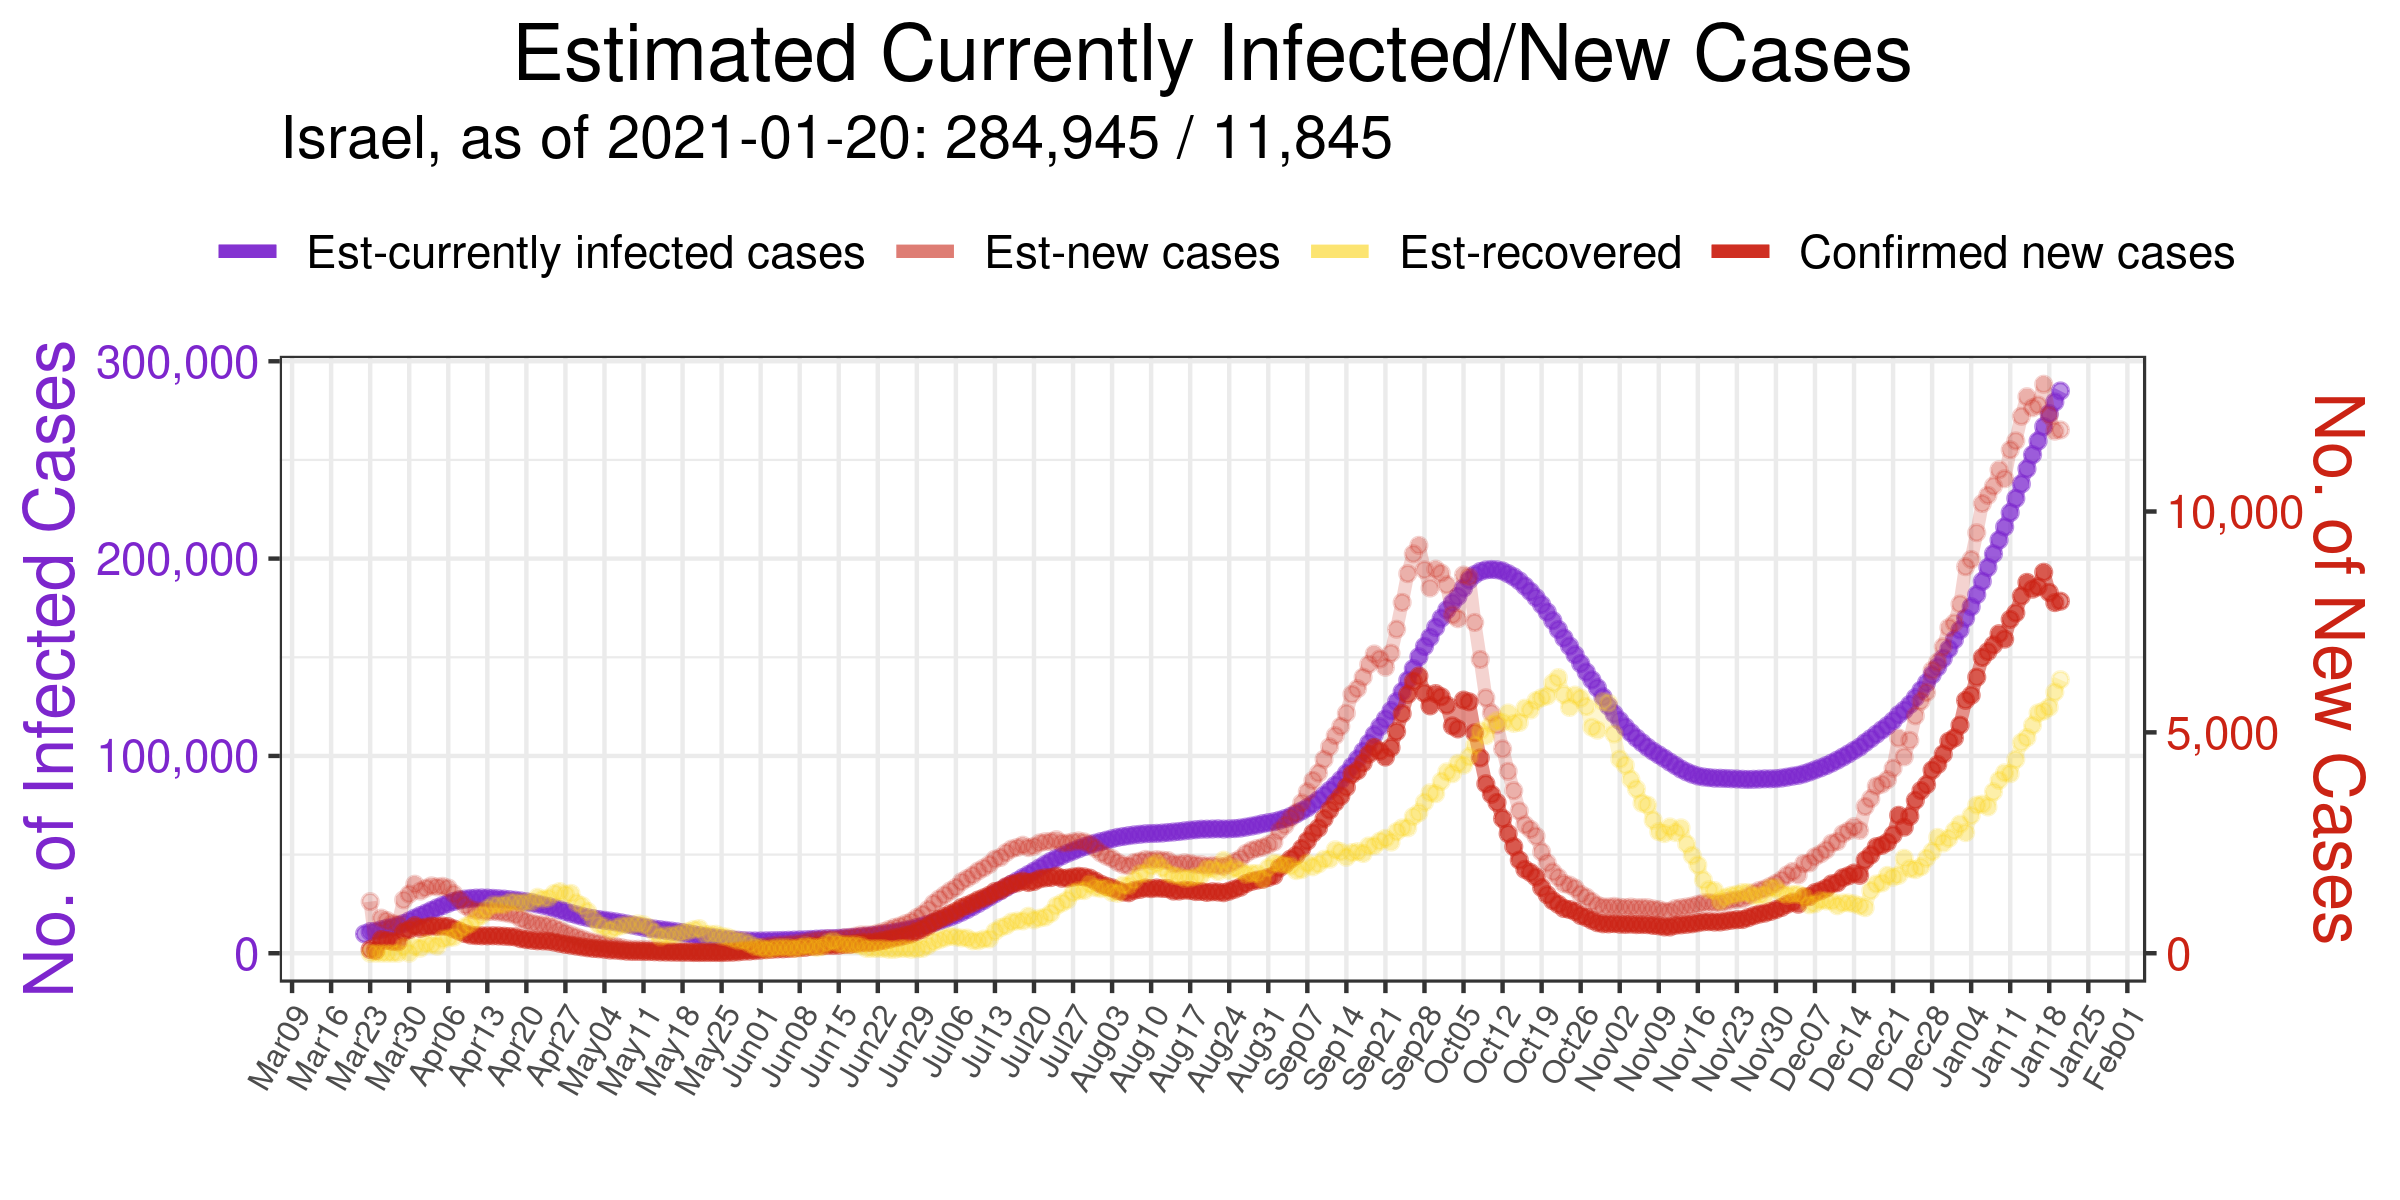 Estimated Currently Infected/New Cases
Israel, as of 2021-01-20: 284,945 / 11,845
Est-currently infected cases Est-new cases Est-recovered Confirmed new cases
No. of Infected Cases
300,000
200,000
100,000
0
10,000
5,000
0
No. of New Cases
Mar09 Mar16 Mar23 Mar30 Apr06 Apr13 Apr20 Apr27 May04 May11 May18 May25 Jun01 Jun08 Jun15 Jun22 Jun29 Jul06 Jul13 Jul20 Jul27 Aug03 Aug10 Aug17 Aug24 Aug31 Sep07 Sep14 Sep21 Sep28 Oct05 Oct12 Oct19 Oct26 Nov02 Nov09 Nov16 Nov23 Nov30 Dec07 Dec14 Dec21 Dec28 Jan04 Jan11 Jan18 Jan25 Feb01